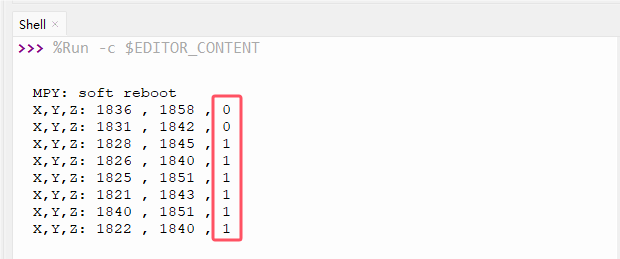 Shell ×
>>> %Run -c $EDITOR_CONTENT
MPY: soft reboot
X,Y,Z: 1836 , 1858 , 0
X,Y,Z: 1831 , 1842 , 0
X,Y,Z: 1828 , 1845 , 1
X,Y,Z: 1826 , 1840 , 1
X,Y,Z: 1825 , 1851 , 1
X,Y,Z: 1821 , 1843 , 1
X,Y,Z: 1840 , 1851 , 1
X,Y,Z: 1822 , 1840 , 1